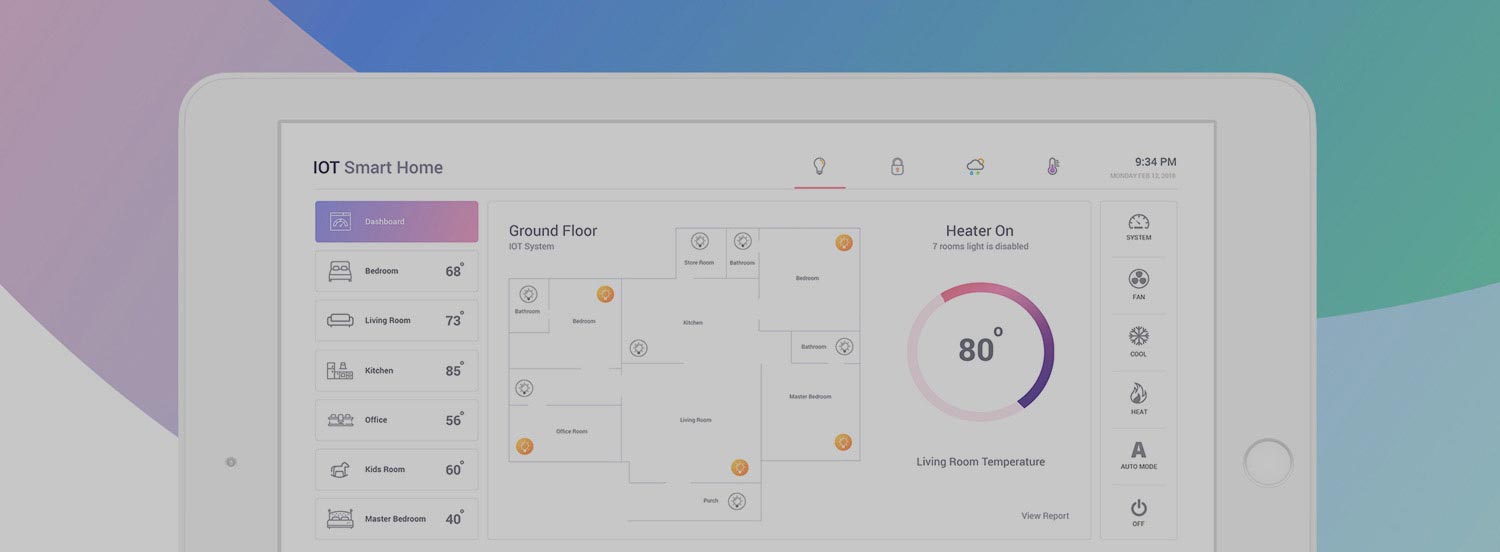 IOT Smart Home
9:34 PM
MONDAY FEB 12, 2018
Dashboard
Bedroom 68°
Living Room 73°
Kitchen 85°
Office 56°
Kids Room 60°
Master Bedroom 40°
Ground Floor
IOT System
Store Room
Bathroom
Bedroom
Bathroom
Bedroom
Kitchen
Bathroom
Master Bedroom
Living Room
Office Room
Porch
Heater On
7 rooms light is disabled
80°
Living Room Temperature
View Report
SYSTEM
FAN
COOL
HEAT
A
AUTO MODE
OFF